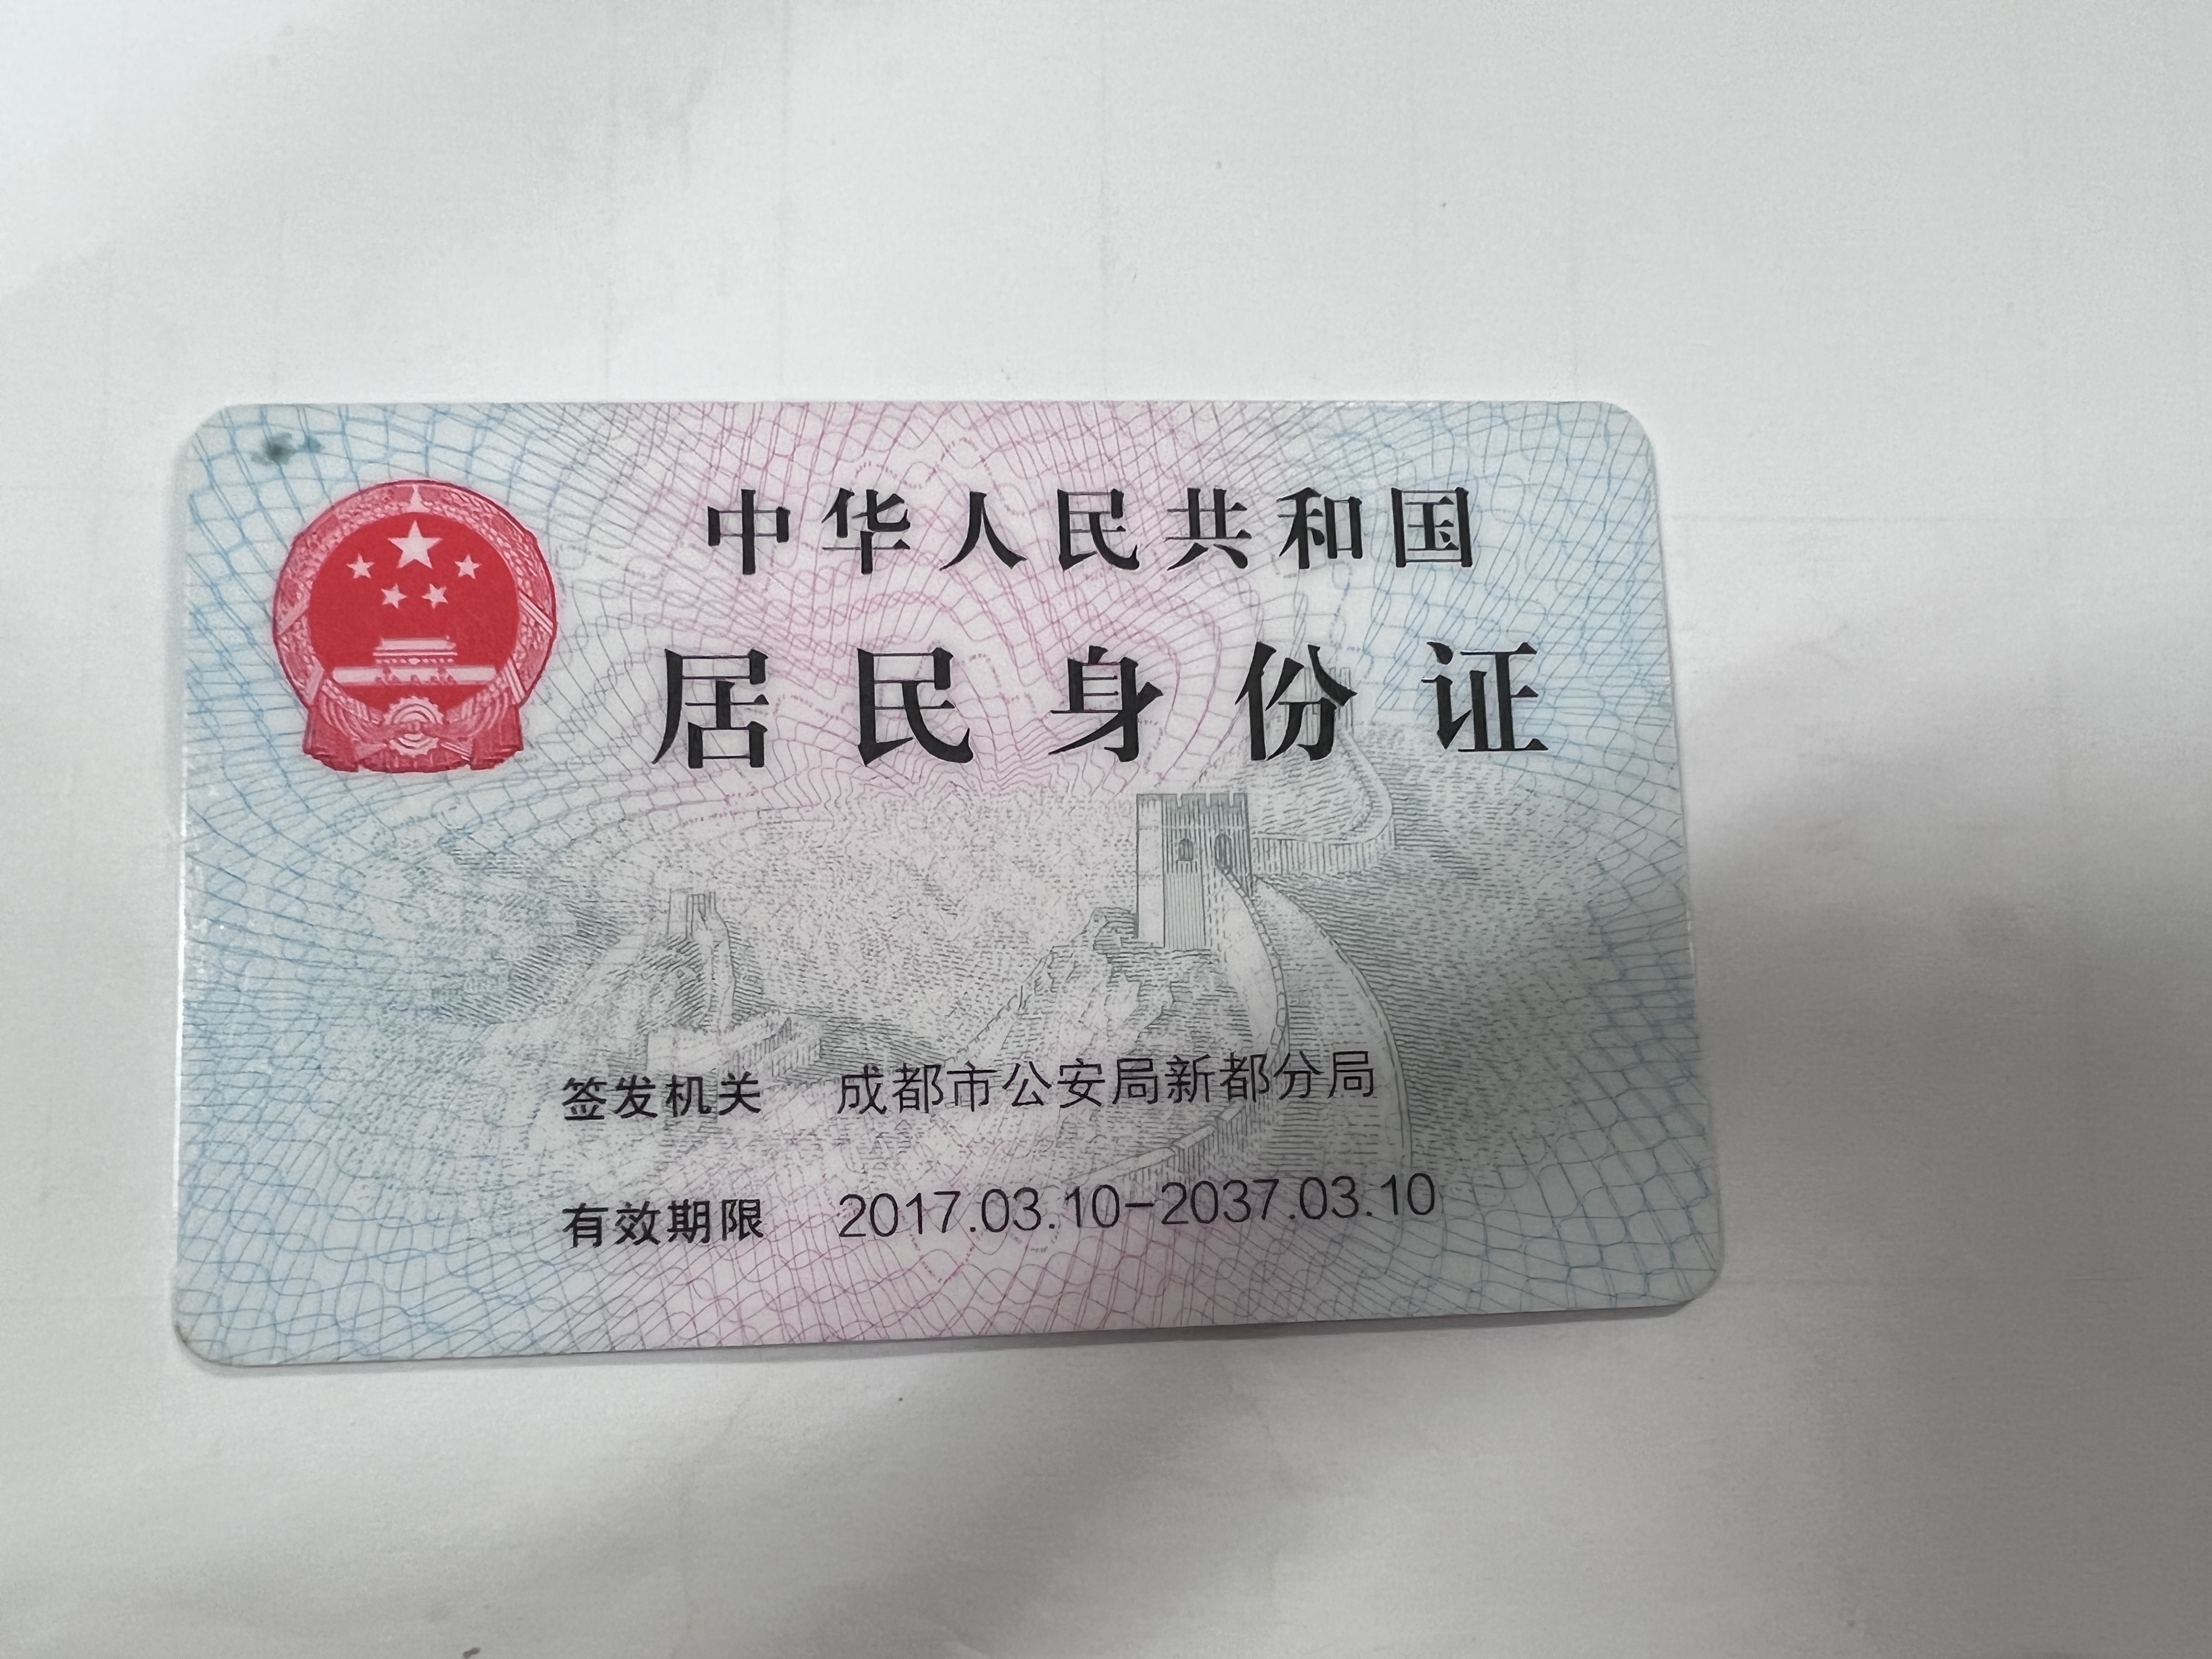 中华人民共和国
居民身份证
签发机关 成都市公安局新都分局
有效期限 2017.03.10-2037.03.10